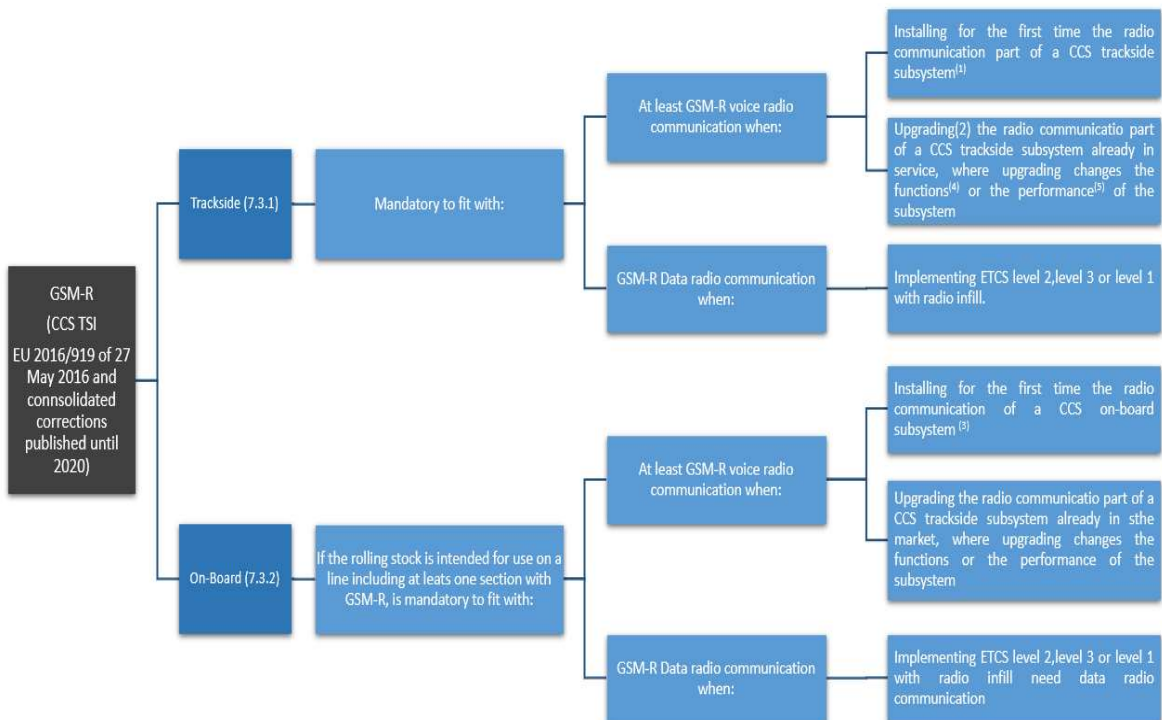 GSM-R
(CCS TSI
EU 2016/919 of 27
May 2016 and
connsolidated
corrections
published until
2020)
Trackside (7.3.1)
Mandatory to fit with:
At least GSM-R voice radio
communication when:
Installing for the first time the radio
communication part of a CCS trackside
subsystem(1)
Upgrading(2) the radio communicatio part
of a CCS trackside subsystem already in
service, where upgrading changes the
functions(4) or the performance(5) of the
subsystem
GSM-R Data radio communication
when:
Implementing ETCS level 2,level 3 or level 1
with radio infill.
On-Board (7.3.2)
If the rolling stock is intended for use on a
line including at leats one section with
GSM-R, is mandatory to fit with:
At least GSM-R voice radio
communication when:
Installing for the first time the radio
communication of a CCS on-board
subsystem (3)
Upgrading the radio communicatio part of a
CCS trackside subsystem already in sthe
market, where upgrading changes the
functions or the performance of the
subsystem
GSM-R Data radio communication
when:
Implementing ETCS level 2,level 3 or level 1
with radio infill need data radio
communication